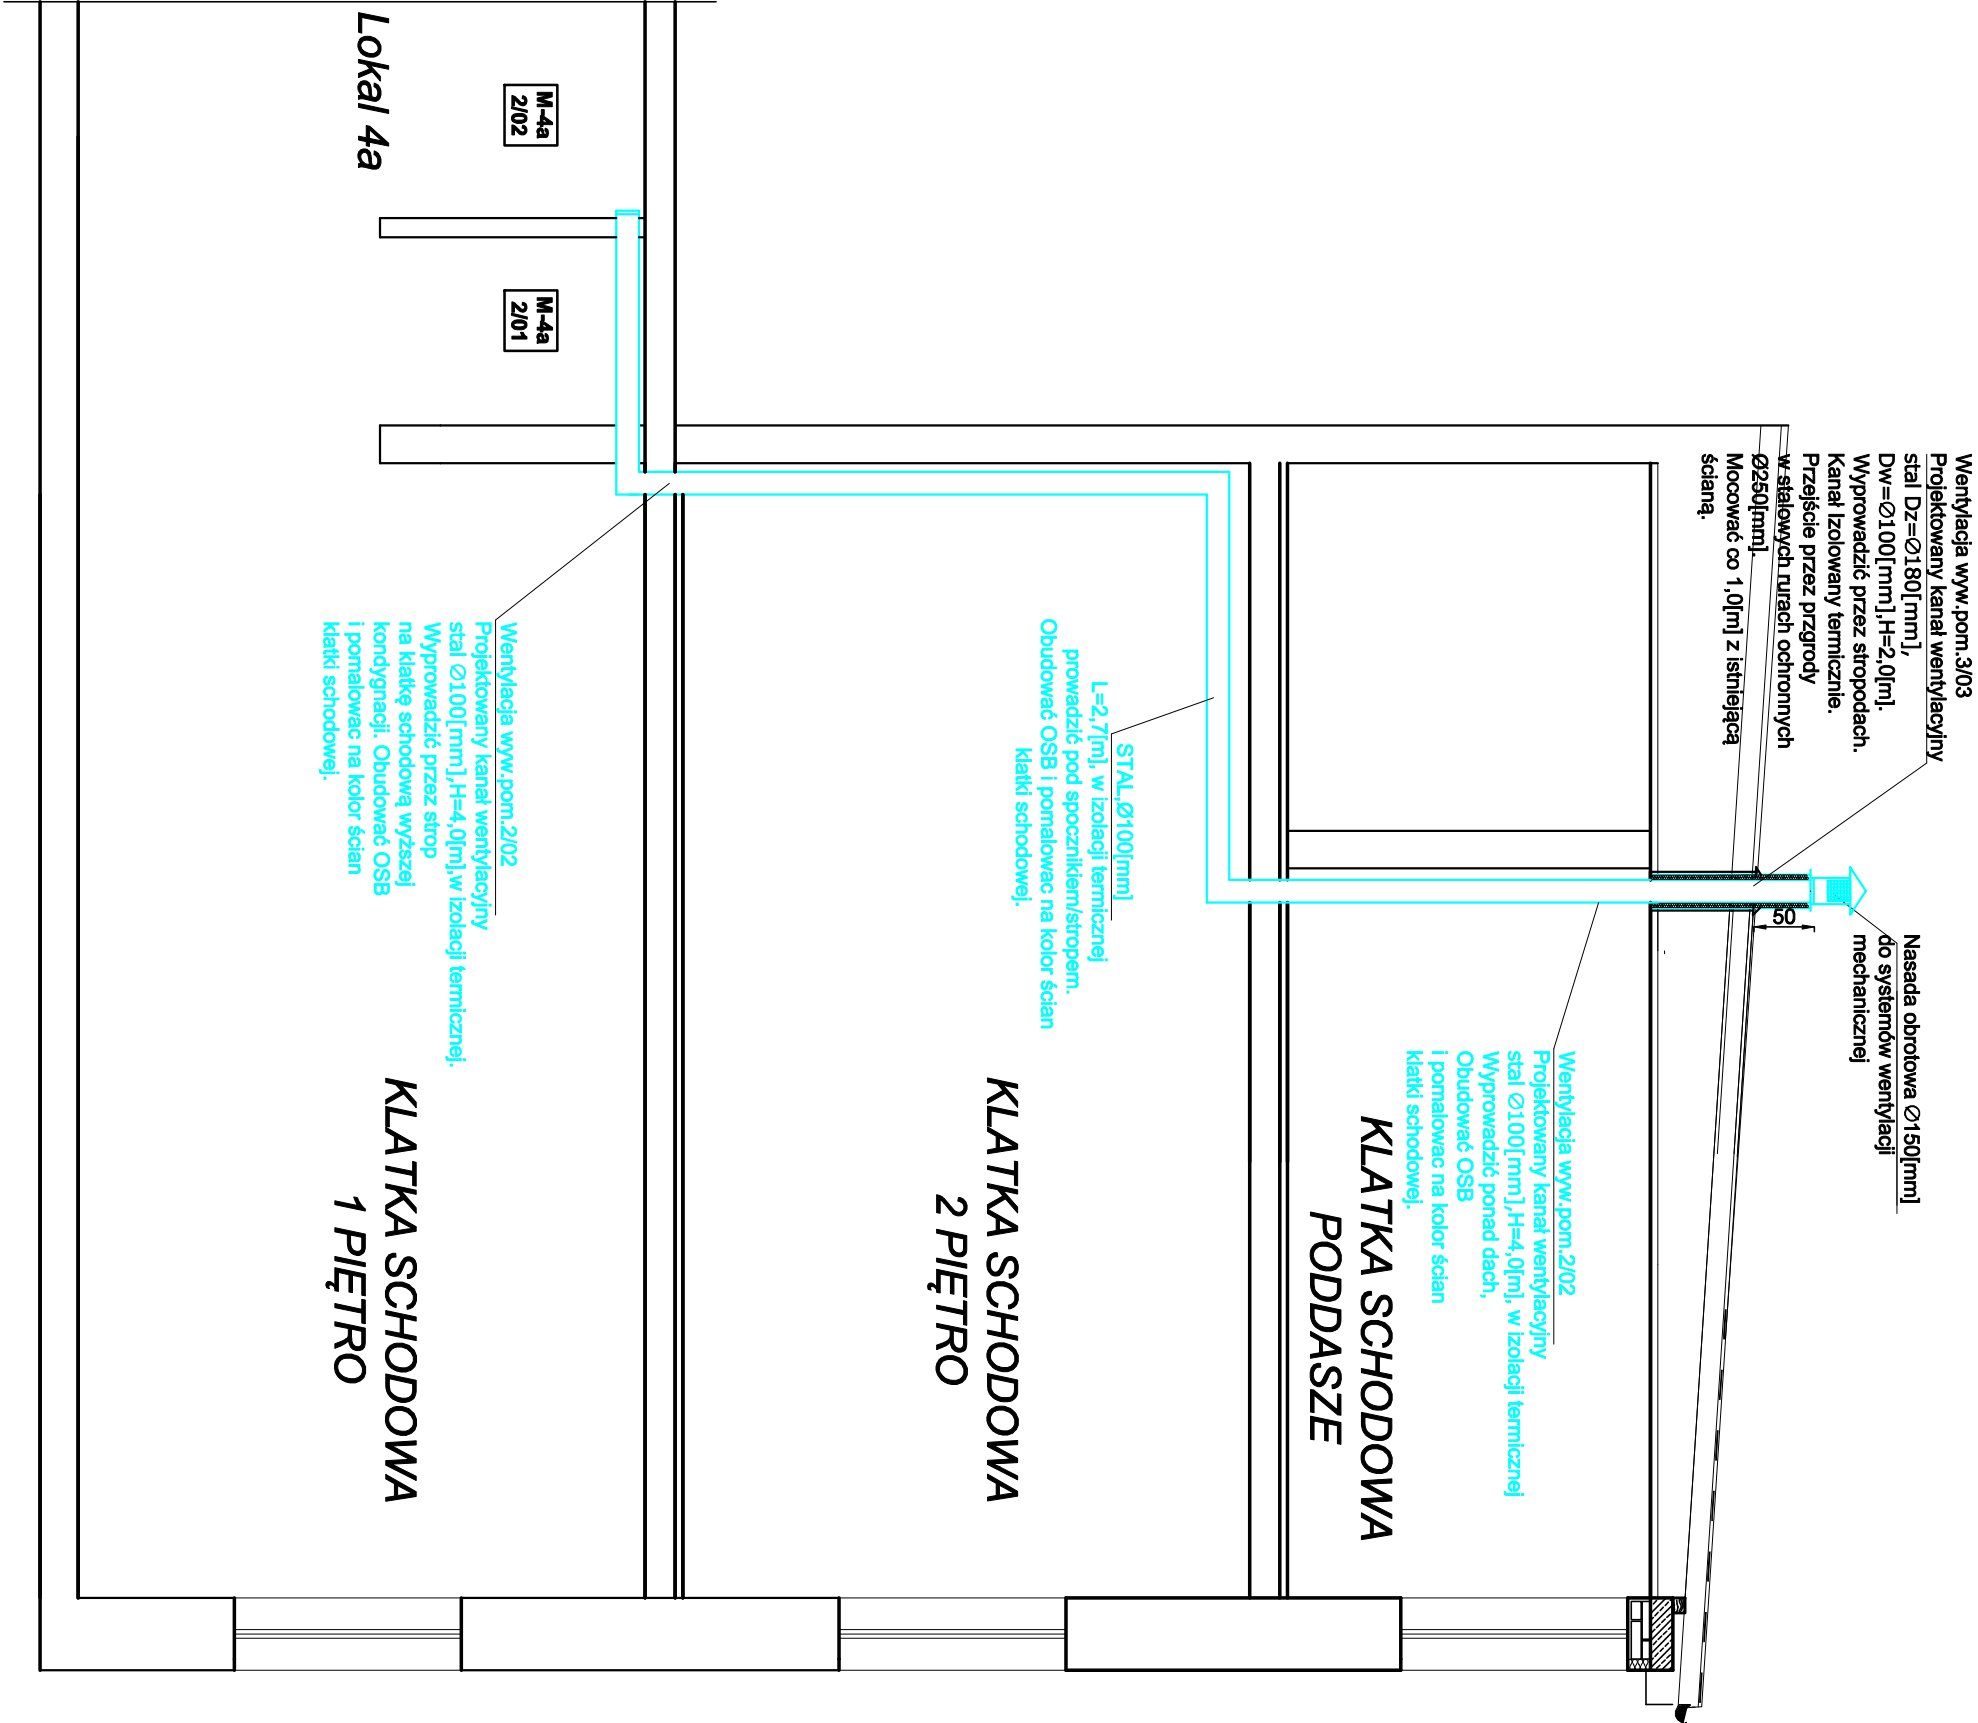 Wentylacja wyw.pom.3/03
Projektowany kanał wentylacyjny
stal Dz=∅180[mm],
Dw=∅100[mm],H=2,0[m].
Wyprowadzić przez stropodach.
Kanał Izolowany termicznie.
Przejście przez przgrody
w stalowych rurach ochronnych
Ø250[mm].
Mocować co 1,0[m] z istniejącą
ścianą.
Nasada obrotowa ∅150[mm]
do systemów wentylacji
mechanicznej
50
Wentylacja wyw.pom.2/02
Projektowany kanał wentylacyjny
stal ∅100[mm],H=4,0[m], w izolacji termicznej
Wyprowadzić ponad dach,
Obudować OSB
i pomalowac na kolor ścian
klatki schodowej.
KLATKA SCHODOWA
PODDASZE
STAL,Ø100[mm]
L=2,7[m], w izolacji termicznej
prowadzić pod spocznikiem/stropem.
Obudować OSB i pomalowac na kolor ścian
klatki schodowej.
KLATKA SCHODOWA
2 PIĘTRO
M-4a
2/02
M-4a
2/01
Lokal 4a
Wentylacja wyw.pom.2/02
Projektowany kanał wentylacyjny
stal ∅100[mm],H=4,0[m],w izolacji termicznej.
Wyprowadzić przez strop
na klatkę schodową wyższej
kondygnacji. Obudować OSB
i pomalowac na kolor ścian
klatki schodowej.
KLATKA SCHODOWA
1 PIĘTRO